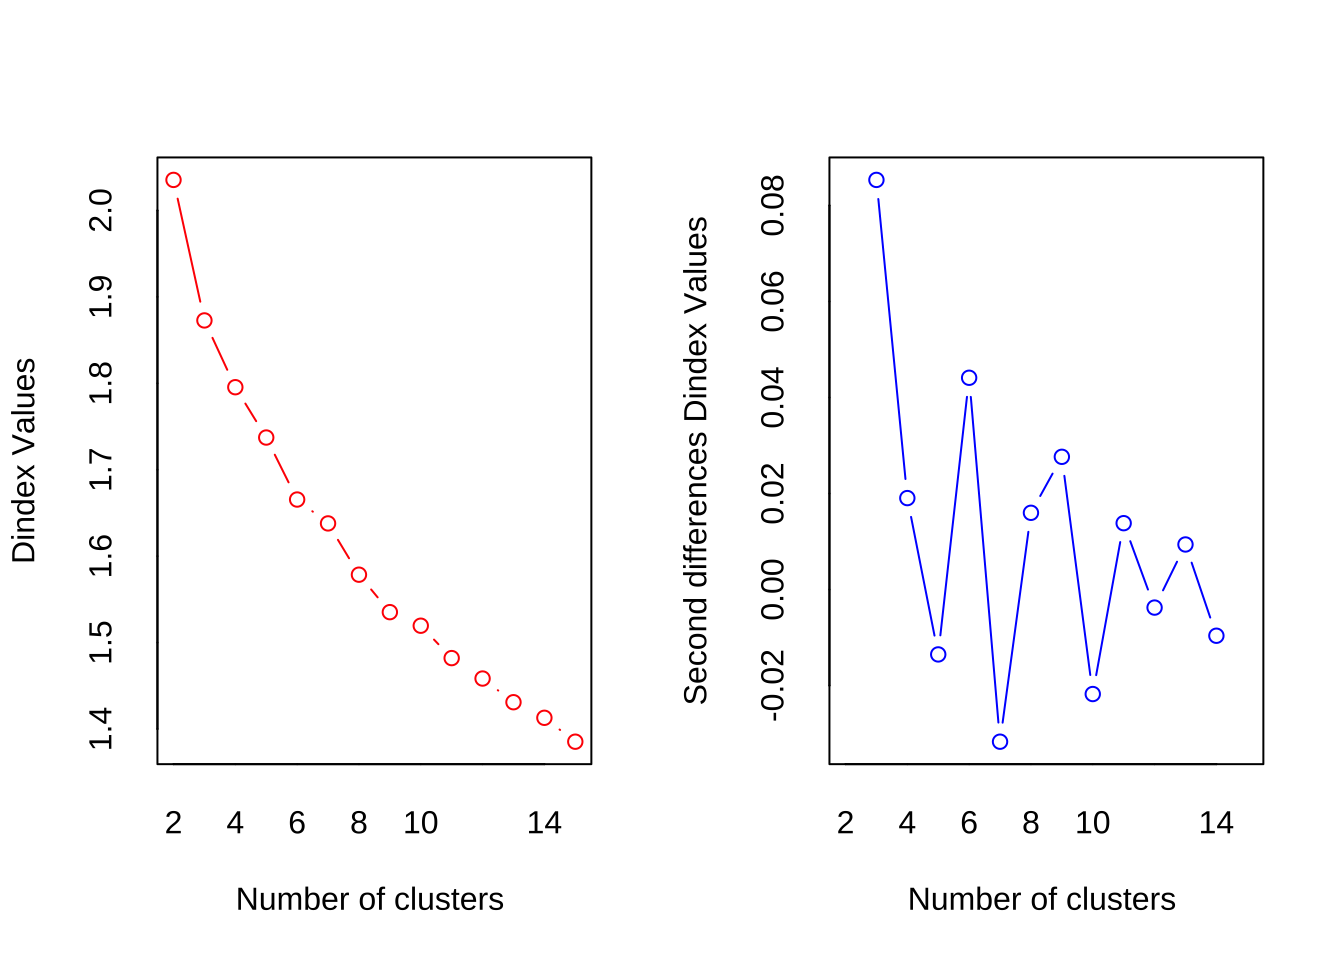 Dindex Values
2.0
1.9
1.8
1.7
1.6
1.5
1.4
2 4 6 8 10 14
Number of clusters
Second differences Dindex Values
0.08
0.06
0.04
0.02
0.00
-0.02
2 4 6 8 10 14
Number of clusters